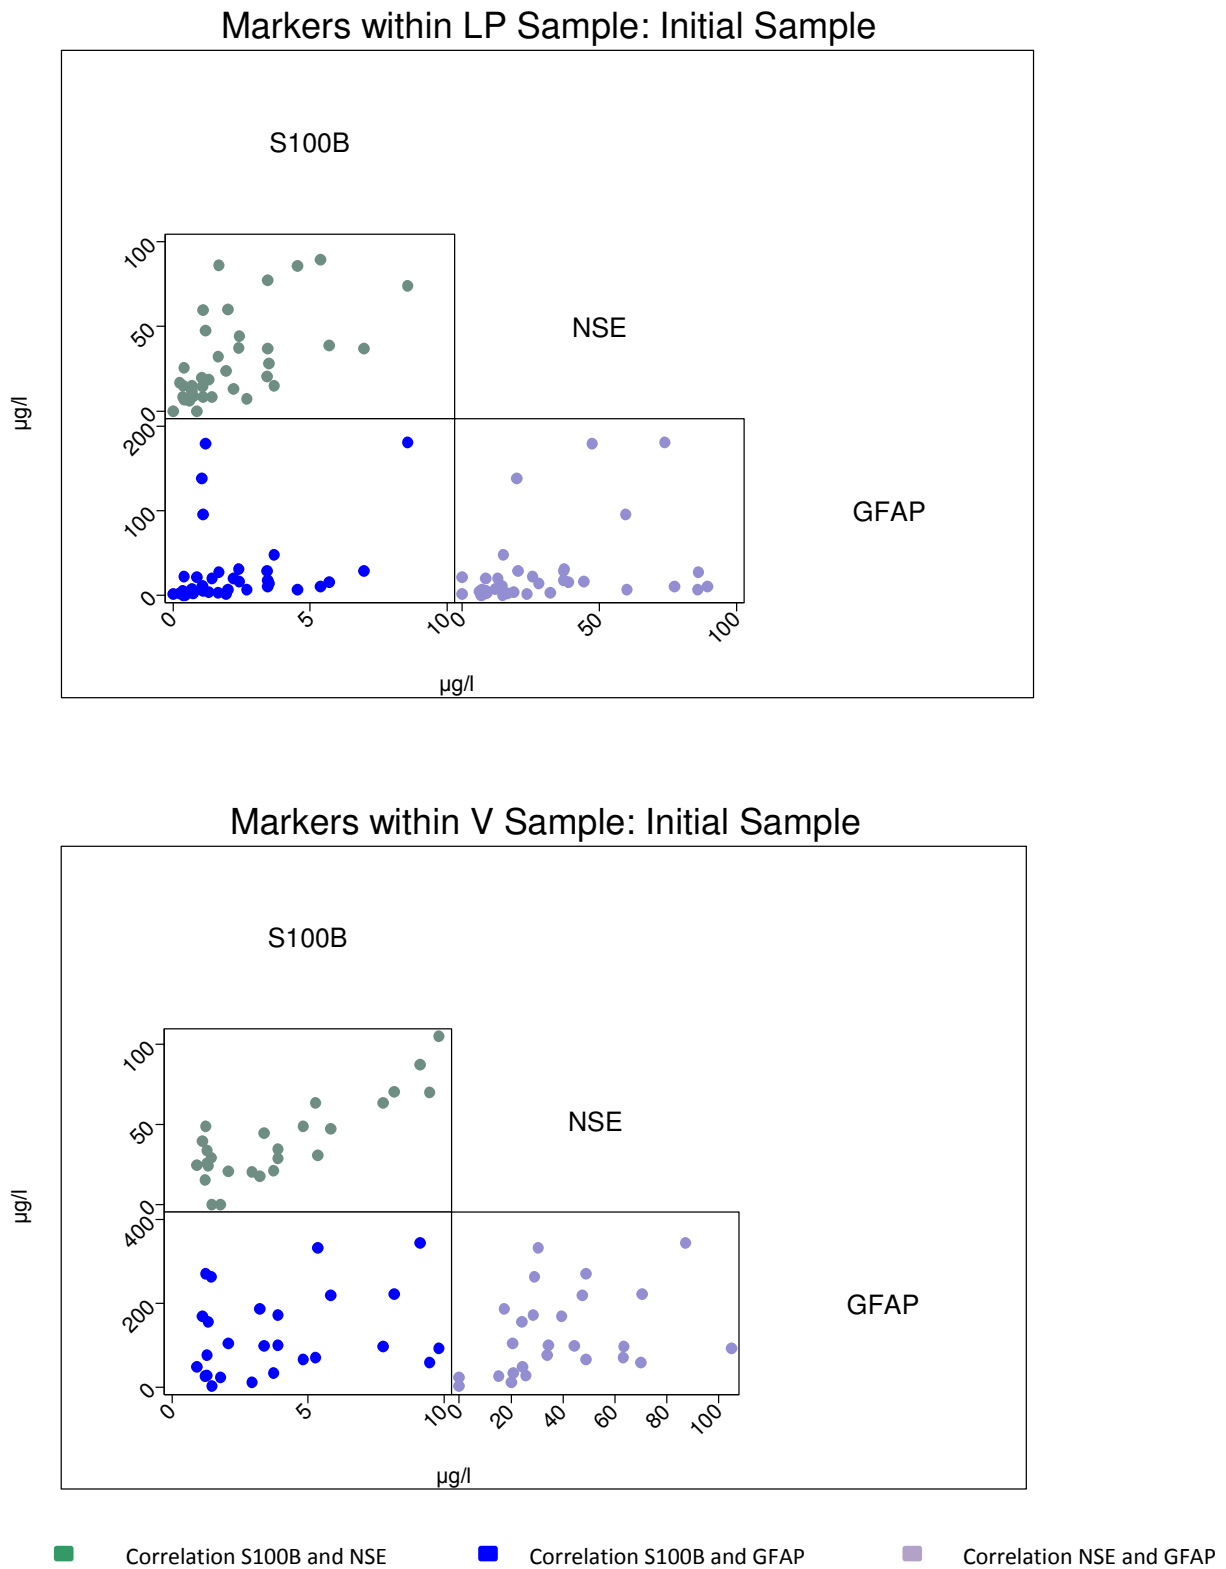 Markers within LP Sample: Initial Sample
S100B
100
50
0
NSE
µg/l
200
100
0
GFAP
0 5 10 0 50 100
µg/l
Markers within V Sample: Initial Sample
S100B
100
50
0
NSE
µg/l
400
200
0
GFAP
0 5 10 0 20 40 60 80 100
µg/l
Correlation S100B and NSE Correlation S100B and GFAP Correlation NSE and GFAP